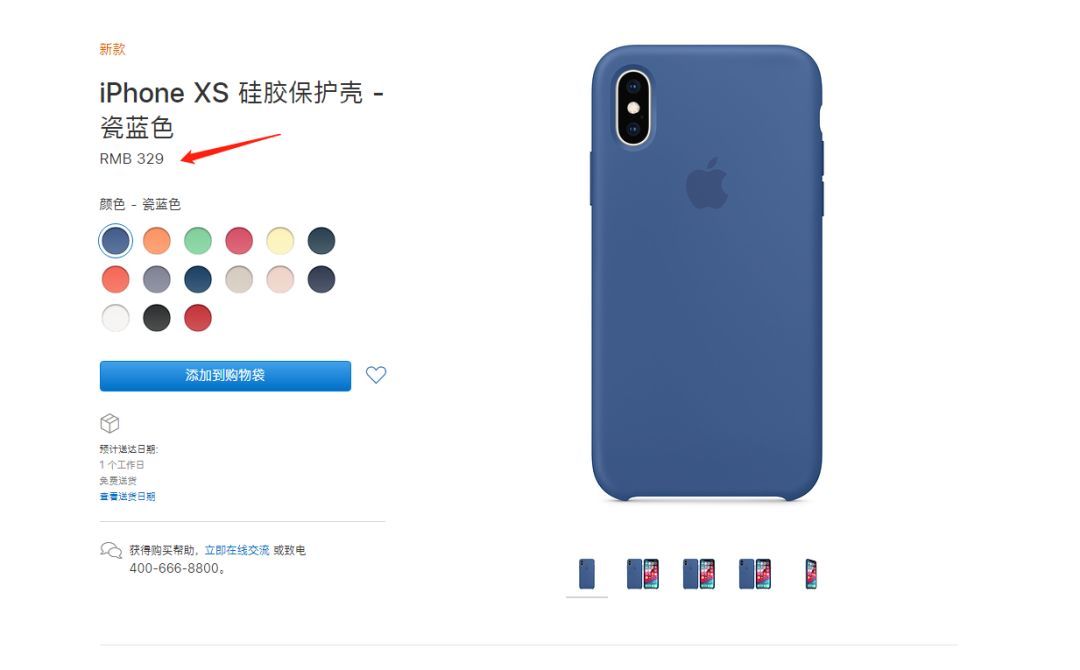 新款
iPhone XS 硅胶保护壳 -
瓷蓝色
RMB 329
颜色 - 瓷蓝色
添加到购物袋
预计送达日期:
1 个工作日
免费送货
查看送货日期
获得购买帮助，立即在线交流 或致电
400-666-8800。